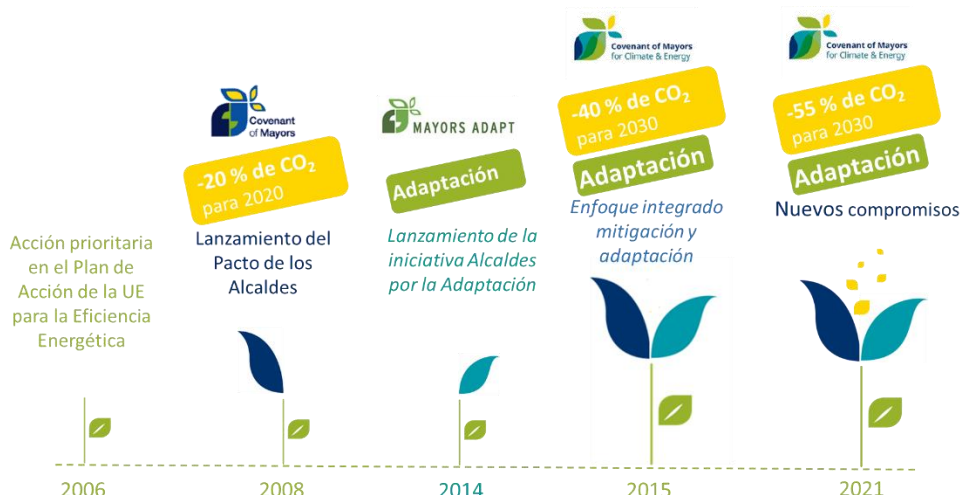 Acción prioritaria
en el Plan de
Acción de la UE
para la Eficiencia
Energética
2006
Covenant
of Mayors
-20 % de CO₂
para 2020
Lanzamiento del
Pacto de los
Alcaldes
2008
MAYORS ADAPT
Adaptación
Lanzamiento de la
iniciativa Alcaldes
por la Adaptación
2014
Covenant of Mayors
for Climate & Energy
-40 % de CO₂
para 2030
Adaptación
Enfoque integrado
mitigación y
adaptación
2015
Covenant of Mayors
for Climate & Energy
-55 % de CO₂
para 2030
Adaptación
Nuevos compromisos
2021